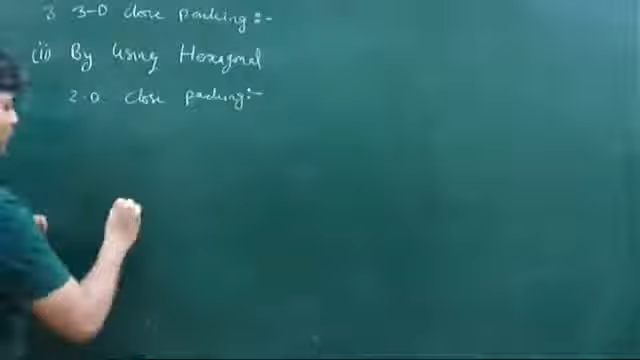 3 3-D close packing:-
(ii) By using Hexagonal
2-D close packing:-